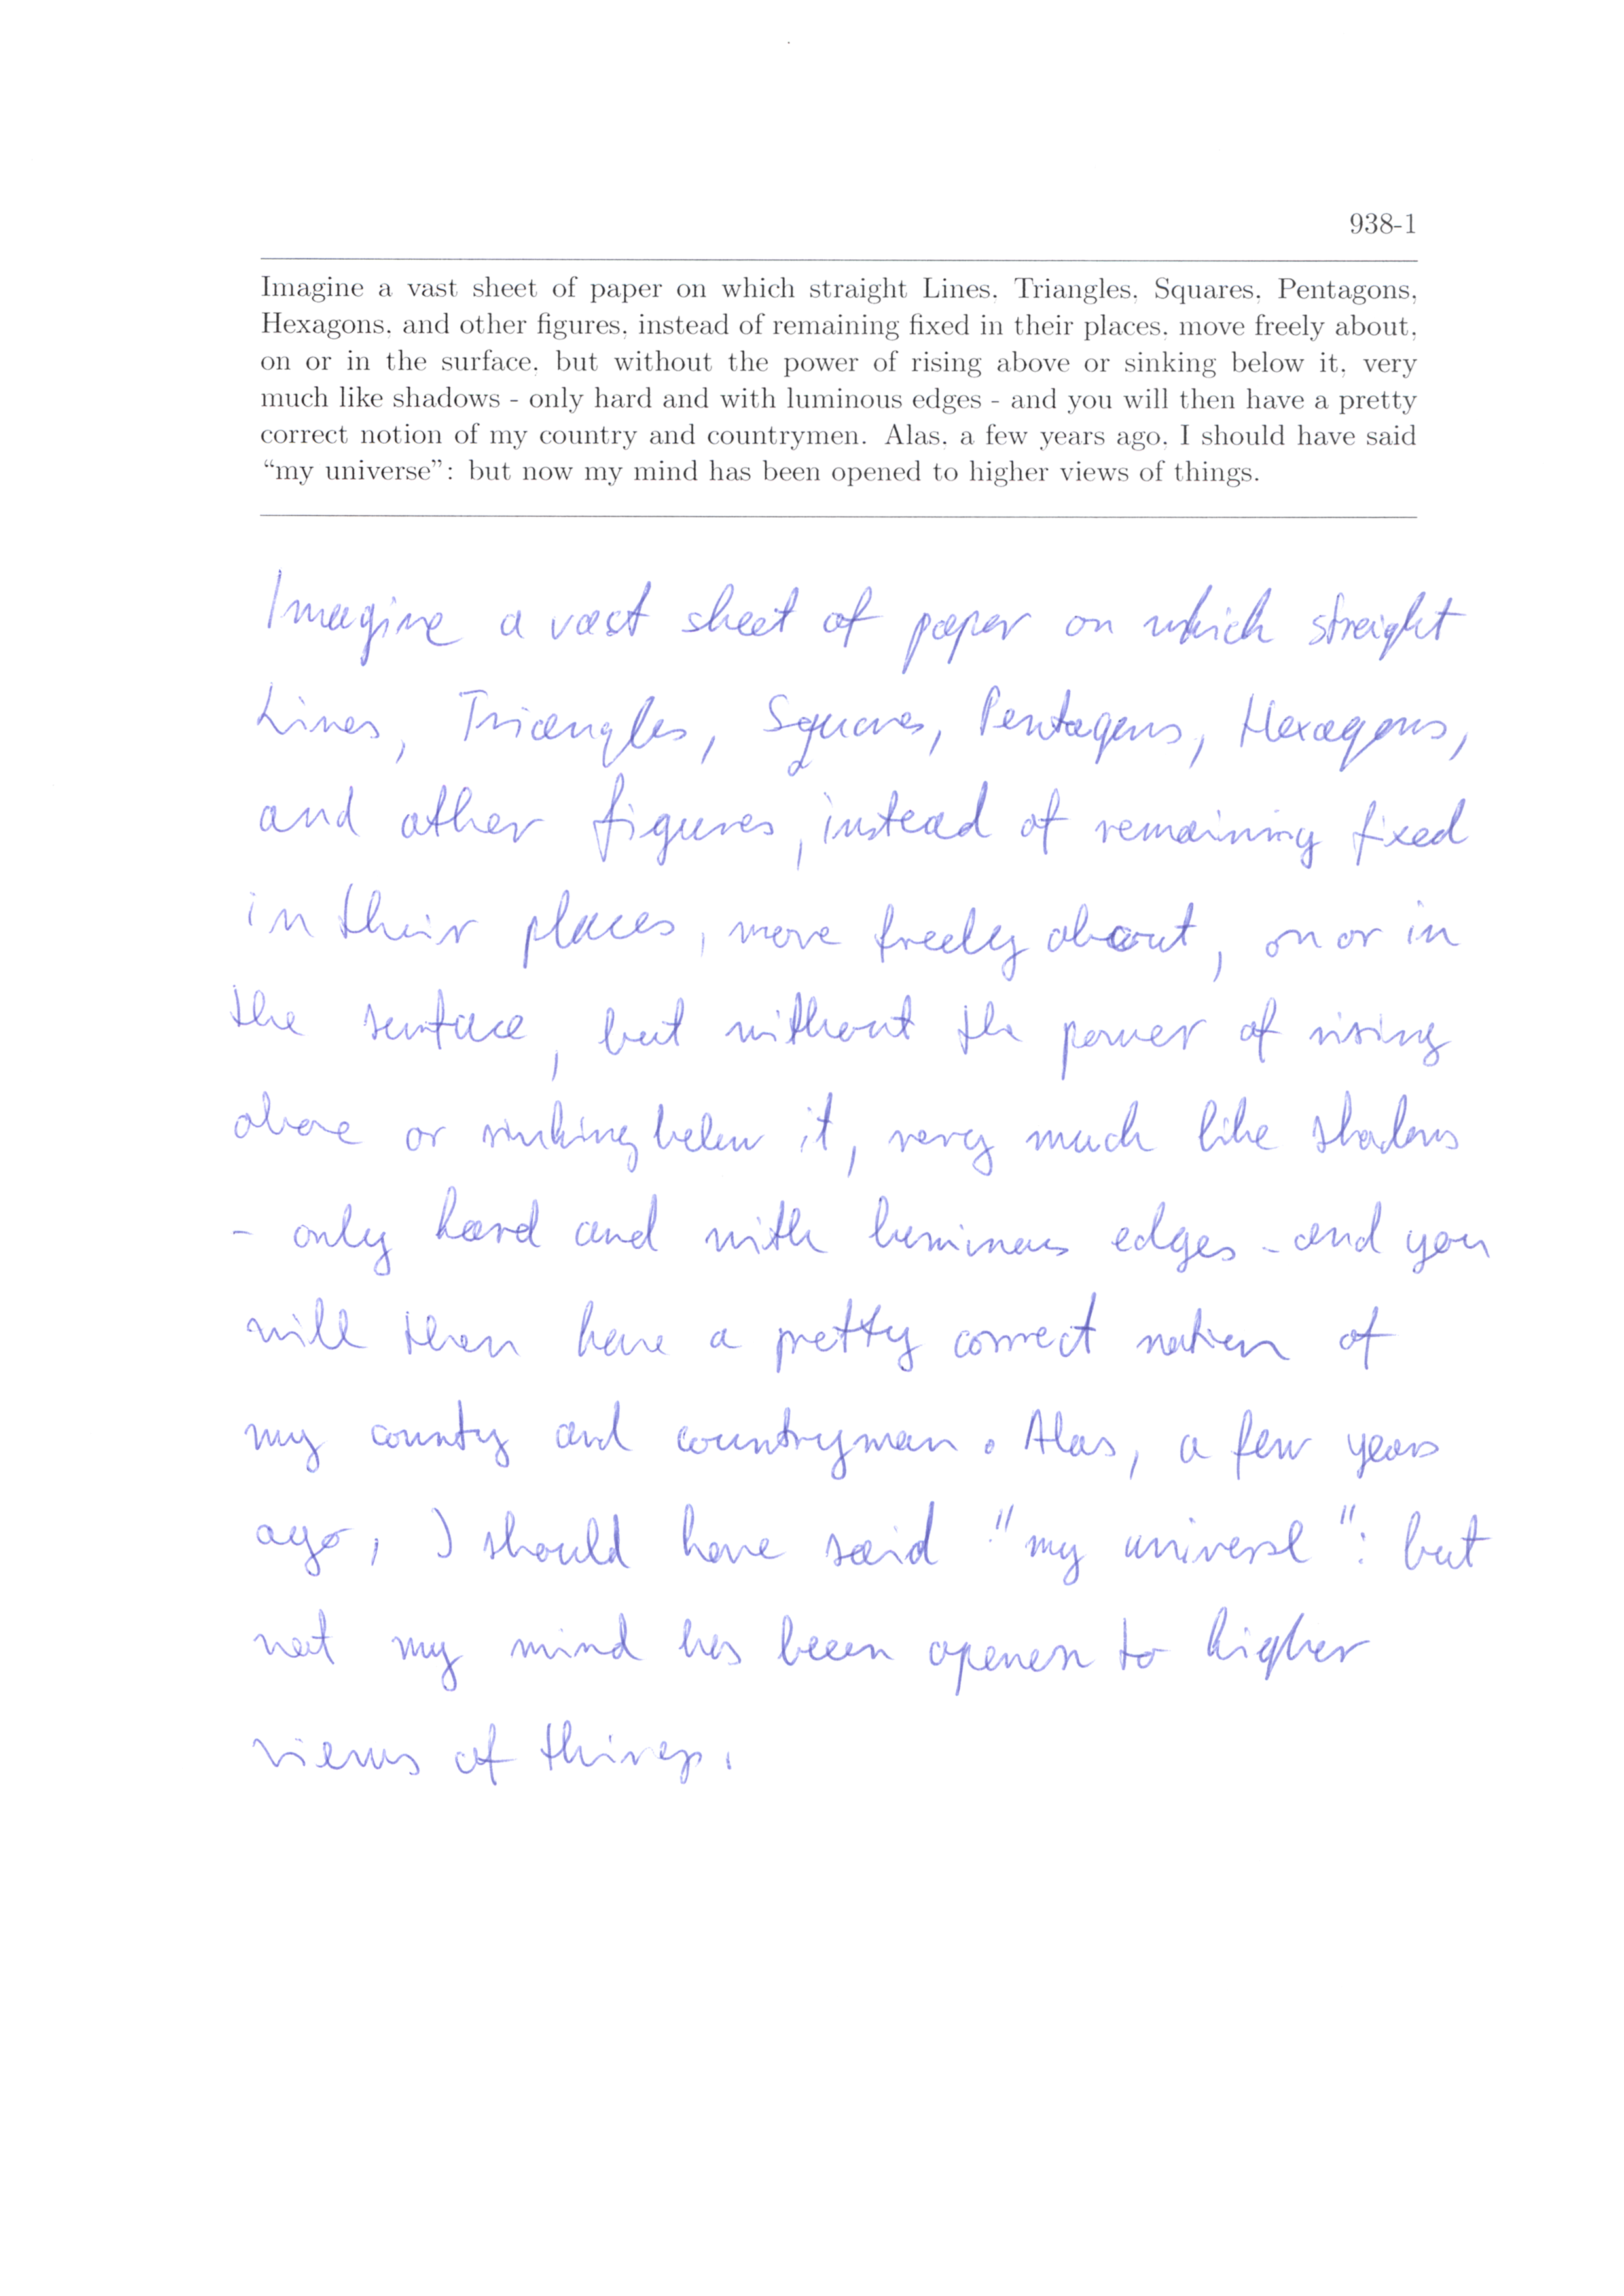 938-1
Imagine a vast sheet of paper on which straight Lines, Triangles, Squares, Pentagons,
Hexagons, and other figures, instead of remaining fixed in their places, move freely about,
on or in the surface, but without the power of rising above or sinking below it, very
much like shadows - only hard and with luminous edges - and you will then have a pretty
correct notion of my country and countrymen. Alas, a few years ago, I should have said
“my universe”: but now my mind has been opened to higher views of things.
Imagine a vast sheet of paper on which straight
Lines, Triangles, Squares, Pentagons, Hexagons,
and other figures, instead of remaining fixed
in their places, move freely about, on or in
the surface, but without the power of rising
above or sinking below it, very much like shadows
- only hard and with luminous edges - and you
will then have a pretty correct notion of
my county and countryman. Alas, a few years
ago, I should have said "my universe": but
not my mind has been openen to higher
views of things.